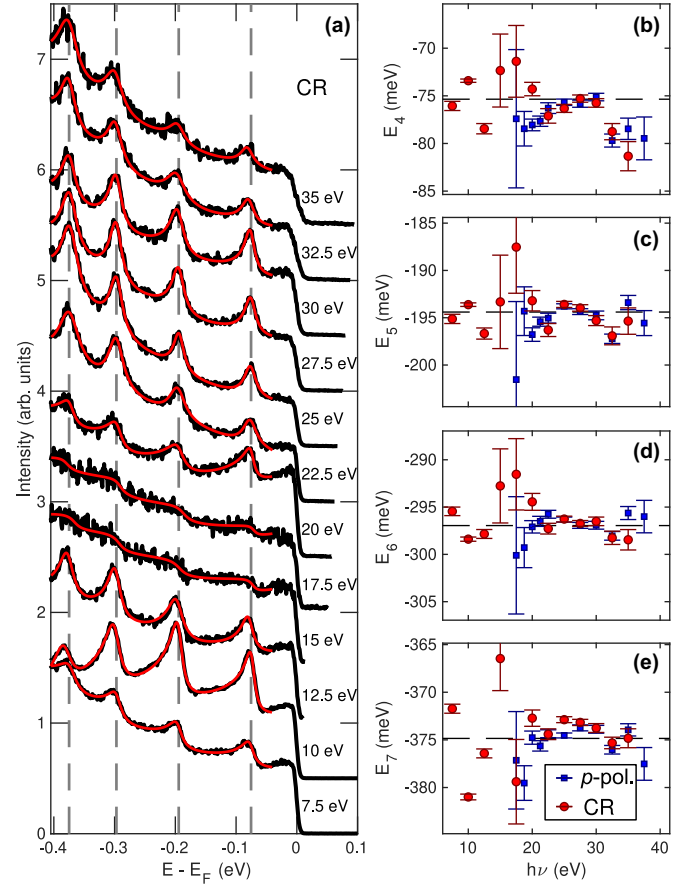 (a)
CR
7
6
5
4
3
2
1
0
Intensity (arb. units)
35 eV
32.5 eV
30 eV
27.5 eV
25 eV
22.5 eV
20 eV
17.5 eV
15 eV
12.5 eV
10 eV
7.5 eV
-0.4 -0.3 -0.2 -0.1 0 0.1
E - E_F (eV)
(b)
-70
-75
-80
-85
E_4 (meV)
(c)
-185
-190
-195
-200
E_5 (meV)
(d)
-290
-295
-300
-305
E_6 (meV)
(e)
-365
-370
-375
-380
E_7 (meV)
p-pol.
CR
10 20 30 40
hν (eV)